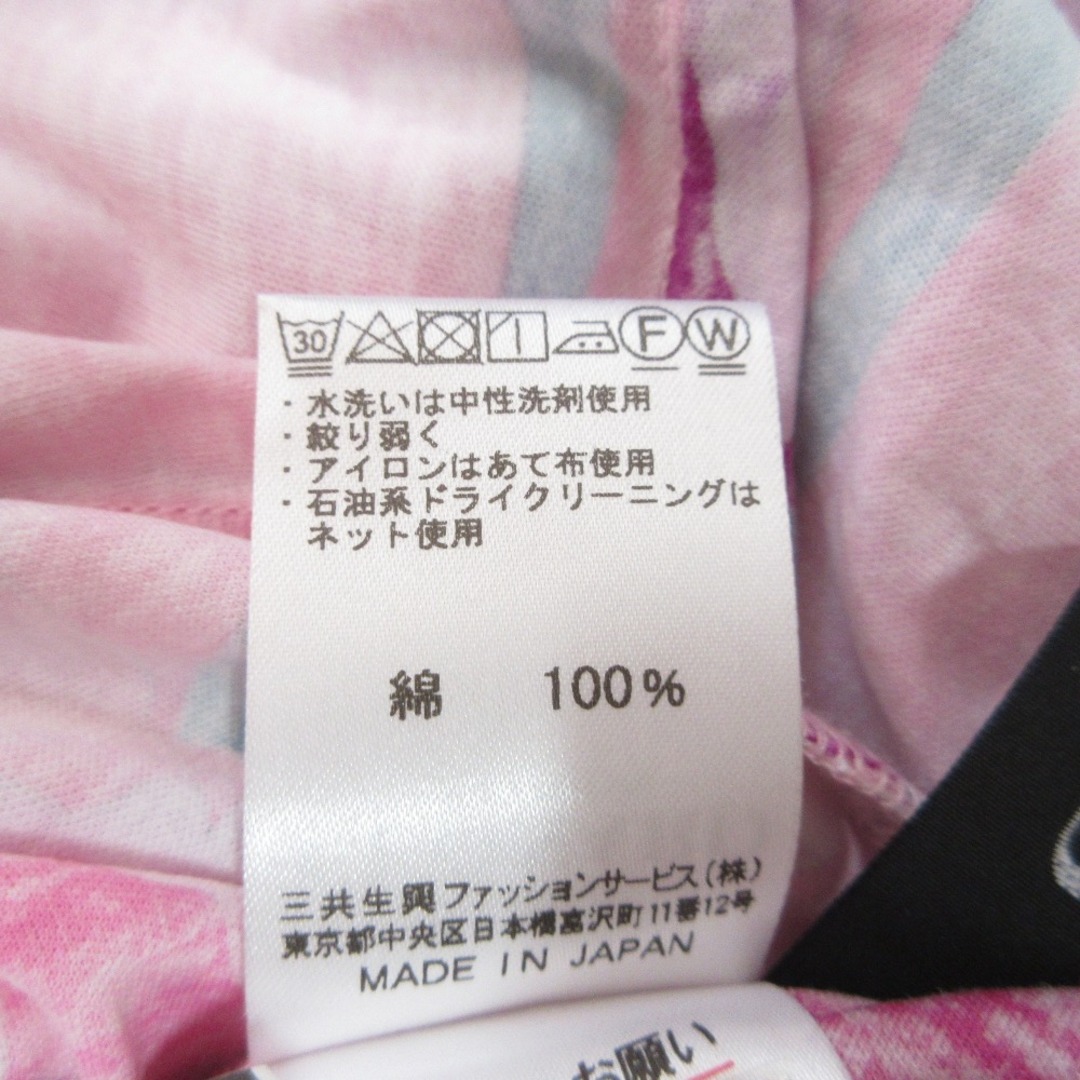 30 F W
・水洗いは中性洗剤使用
・絞り弱く
・アイロンはあて布使用
・石油系ドライクリーニングは
ネット使用
綿 100%
三共生興ファッションサービス(株)
東京都中央区日本橋富沢町11番12号
MADE IN JAPAN
お願い